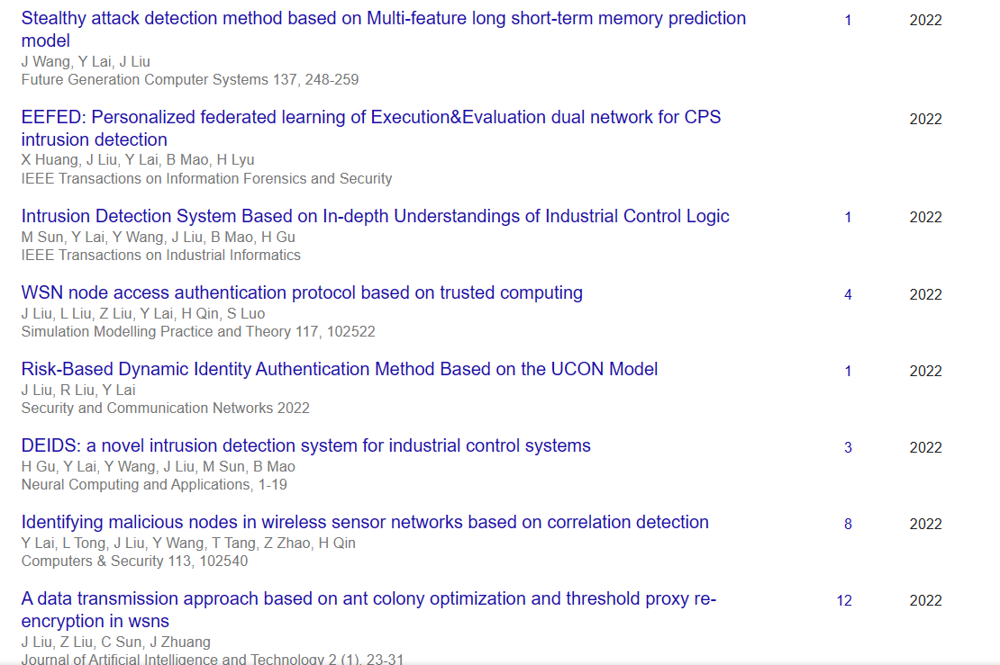 Stealthy attack detection method based on Multi-feature long short-term memory prediction 1 2022
model
J Wang, Y Lai, J Liu
Future Generation Computer Systems 137, 248-259
EEFED: Personalized federated learning of Execution&Evaluation dual network for CPS 2022
intrusion detection
X Huang, J Liu, Y Lai, B Mao, H Lyu
IEEE Transactions on Information Forensics and Security
Intrusion Detection System Based on In-depth Understandings of Industrial Control Logic 1 2022
M Sun, Y Lai, Y Wang, J Liu, B Mao, H Gu
IEEE Transactions on Industrial Informatics
WSN node access authentication protocol based on trusted computing 4 2022
J Liu, L Liu, Z Liu, Y Lai, H Qin, S Luo
Simulation Modelling Practice and Theory 117, 102522
Risk-Based Dynamic Identity Authentication Method Based on the UCON Model 1 2022
J Liu, R Liu, Y Lai
Security and Communication Networks 2022
DEIDS: a novel intrusion detection system for industrial control systems 3 2022
H Gu, Y Lai, Y Wang, J Liu, M Sun, B Mao
Neural Computing and Applications, 1-19
Identifying malicious nodes in wireless sensor networks based on correlation detection 8 2022
Y Lai, L Tong, J Liu, Y Wang, T Tang, Z Zhao, H Qin
Computers & Security 113, 102540
A data transmission approach based on ant colony optimization and threshold proxy re- 12 2022
encryption in wsns
J Liu, Z Liu, C Sun, J Zhuang
Journal of Artificial Intelligence and Technology 2 (1), 23-31